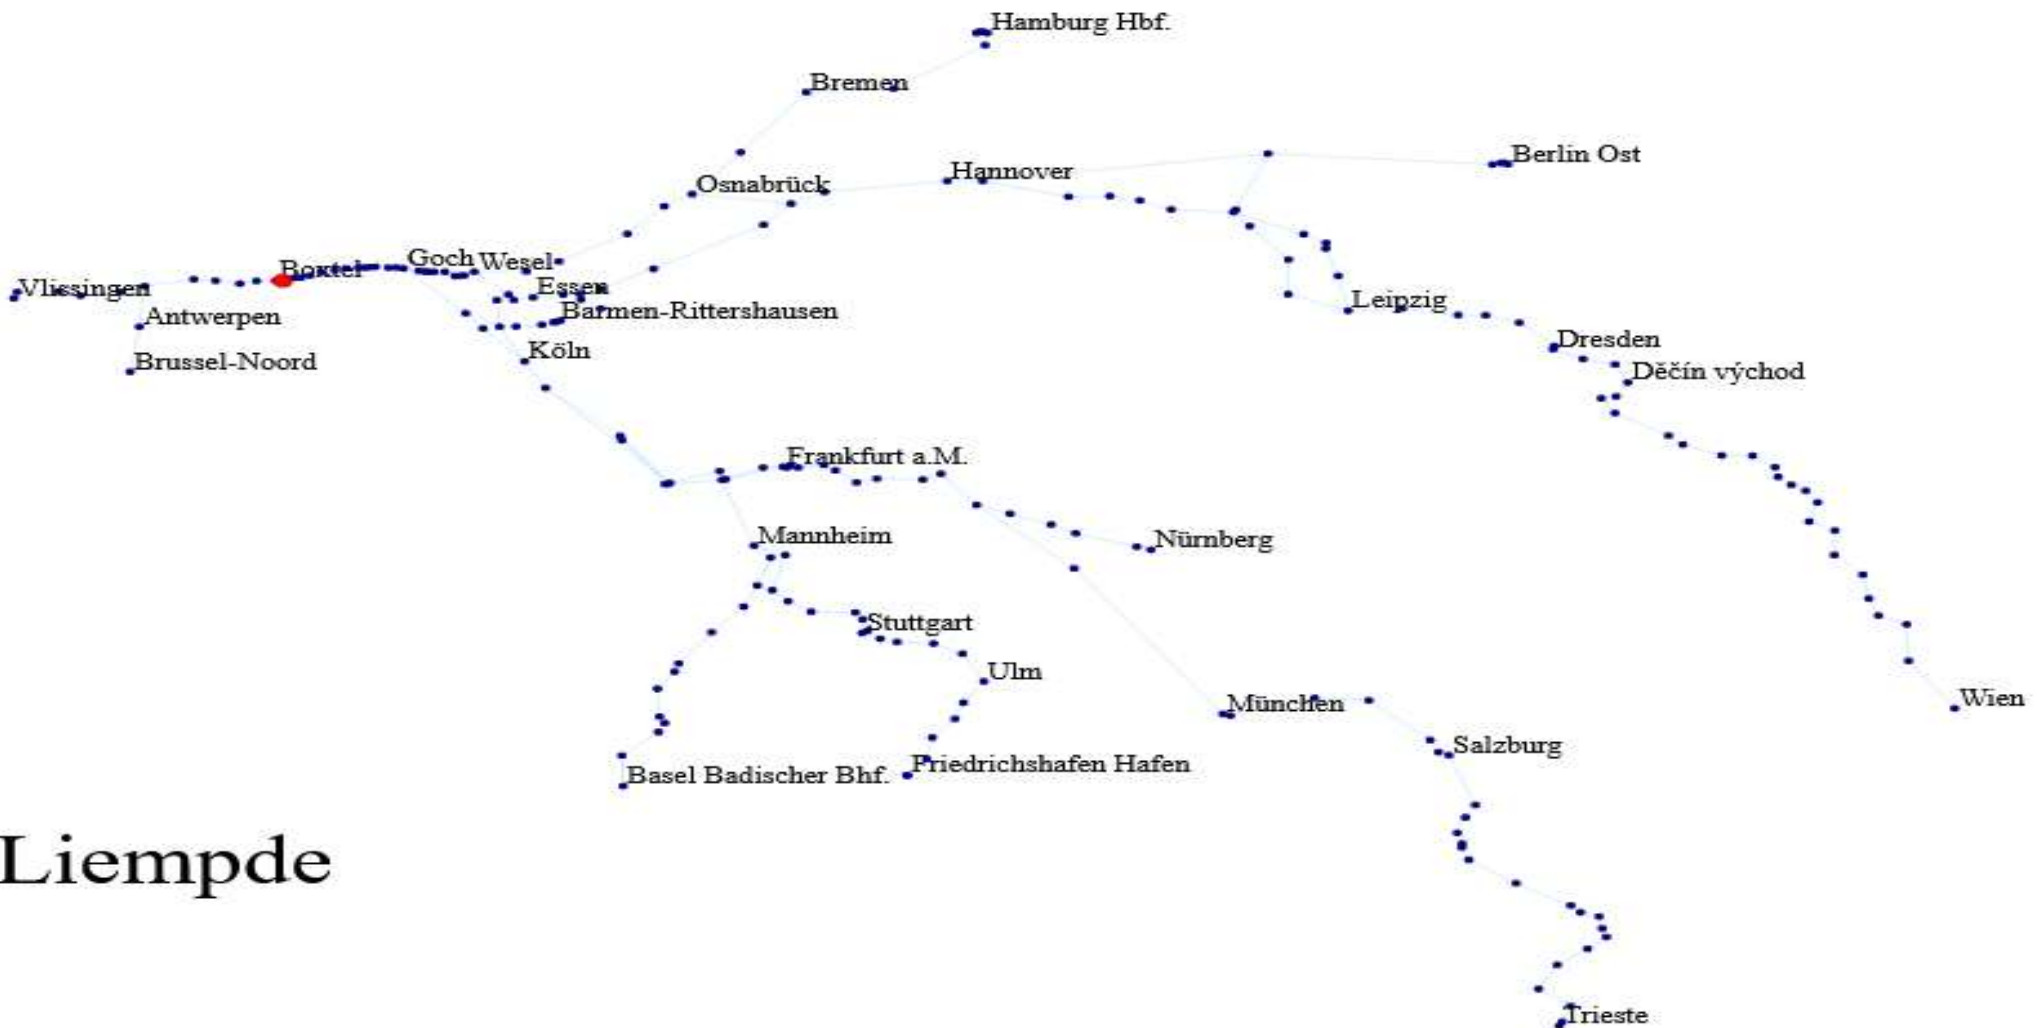 Hamburg Hbf.
Bremen
Berlin Ost
Hannover
Osnabrück
Goch
Wesel
Boxtel
Vlissingen
Essen
Leipzig
Antwerpen
Barmen-Rittershausen
Dresden
Köln
Brussel-Noord
Děčín východ
Frankfurt a.M.
Mannheim
Nürnberg
Stuttgart
Ulm
Wien
München
Salzburg
Friedrichshafen Hafen
Basel Badischer Bhf.
Liempde
Trieste